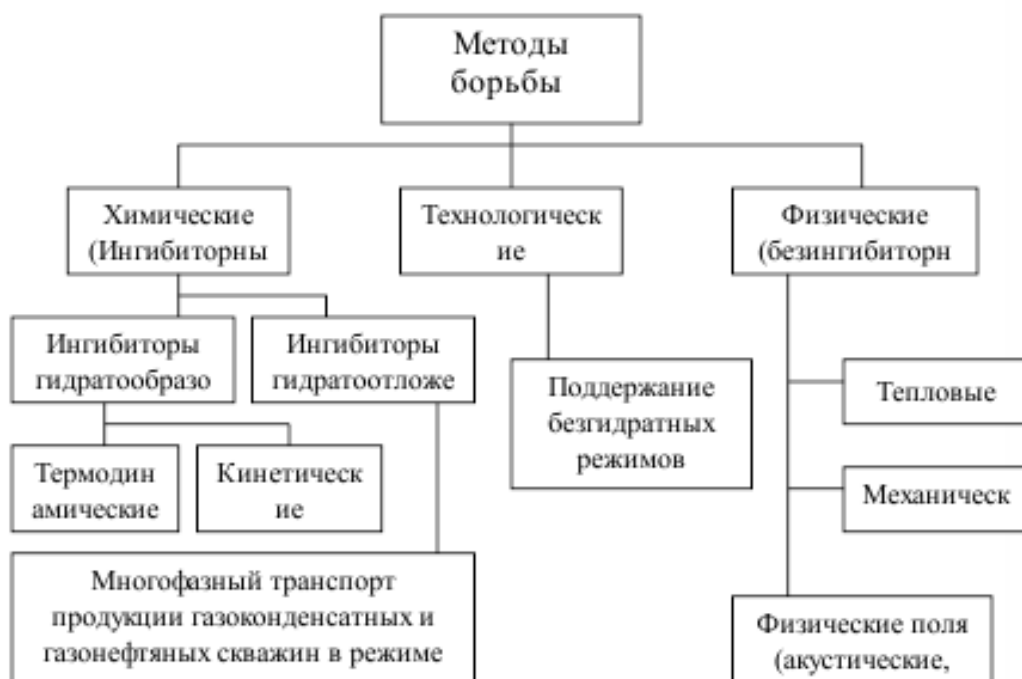 Методы
борьбы
Химические
(Ингибиторны
Технологическ
ие
Физические
(безингибиторн
Ингибиторы
гидратообразо
Ингибиторы
гидратоотложе
Поддержание
безгидратных
режимов
Тепловые
Термодин
амические
Кинетическ
ие
Механическ
Многофазный транспорт
продукции газоконденсатных и
газонефтяных скважин в режиме
Физические поля
(акустические,